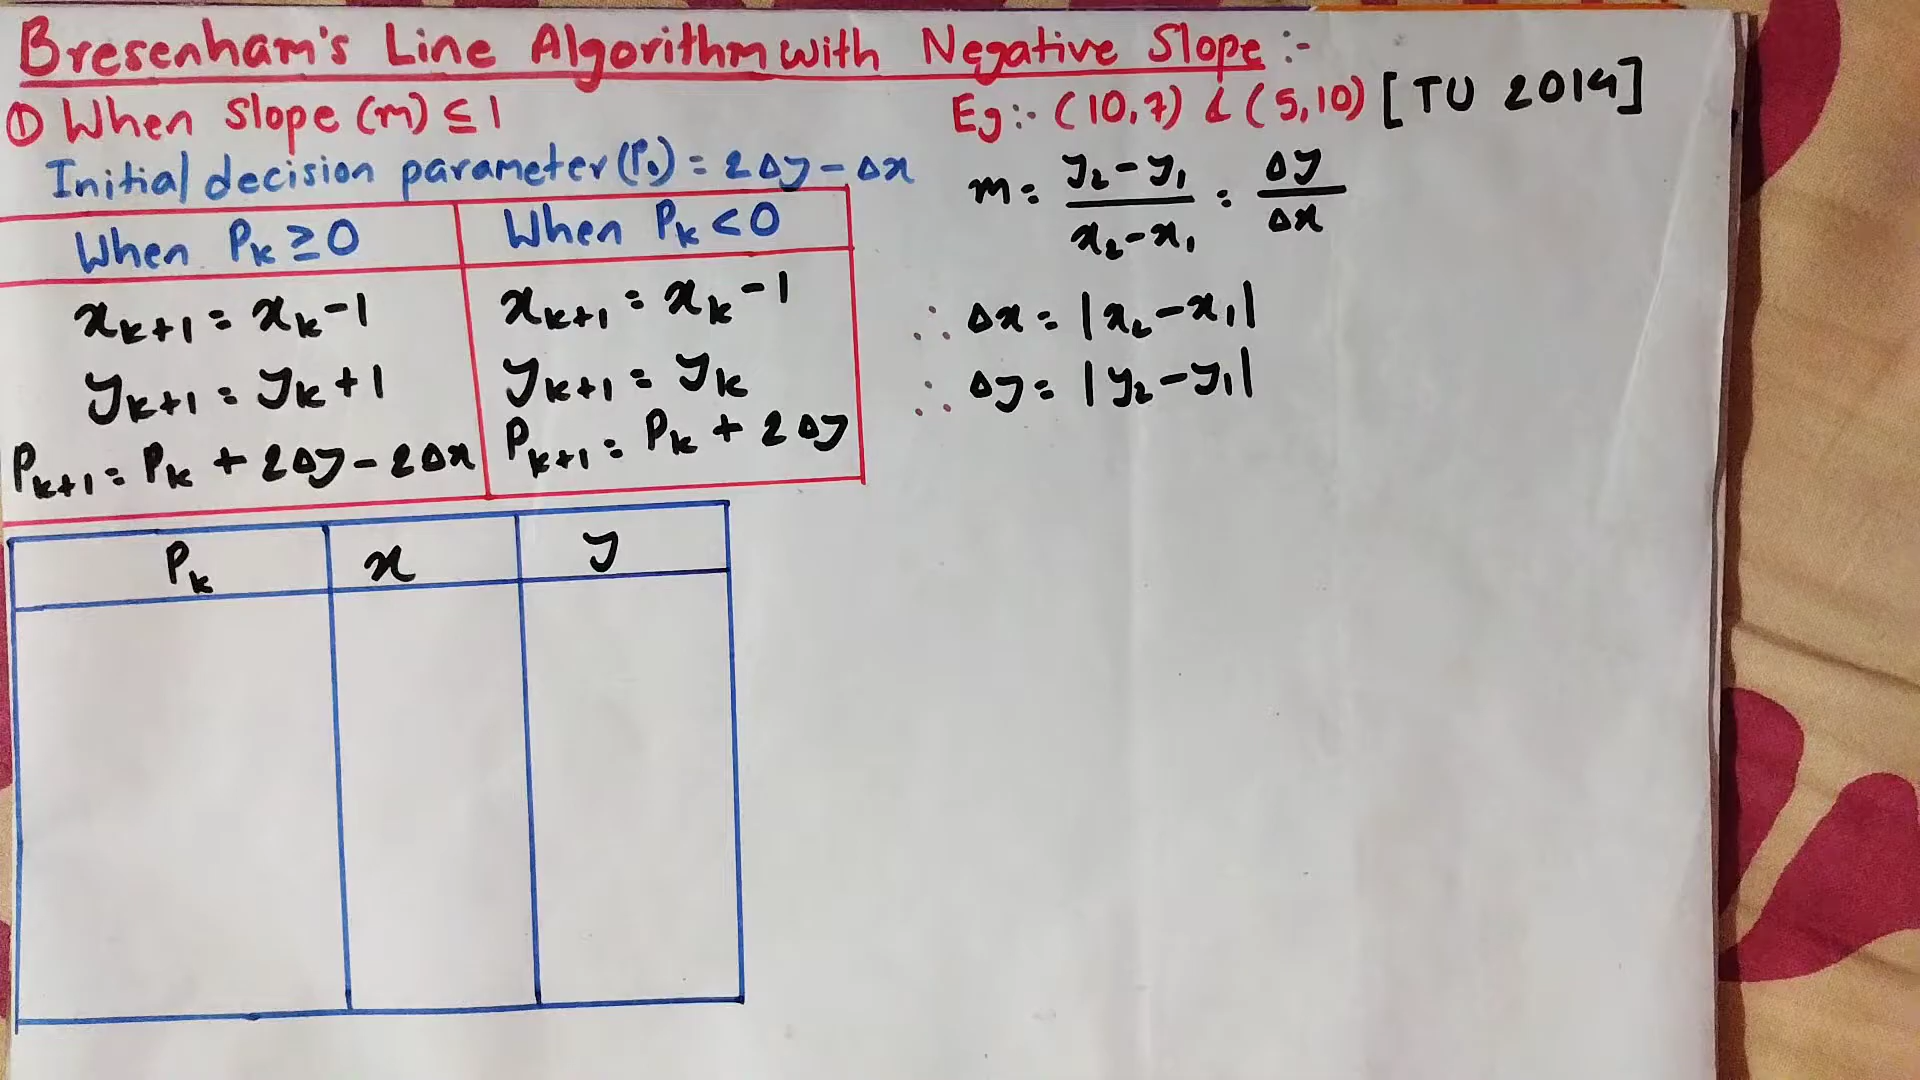 Bresenham's Line Algorithm with Negative Slope :-
① When slope (m) ≤ 1
Eg:- (10,7) & (5,10) [TU 2014]
Initial decision parameter (P₀) = 2Δy - Δx
m = y₂-y₁ / x₂-x₁ = Δy / Δx
When Pk ≥ 0
When Pk < 0
xk+1 = xk-1
yk+1 = yk+1
Pk+1 = Pk + 2Δy - 2Δx
xk+1 = xk-1
yk+1 = yk
Pk+1 = Pk + 2Δy
∴ Δx = |x₂-x₁|
∴ Δy = |y₂-y₁|
Pk x y